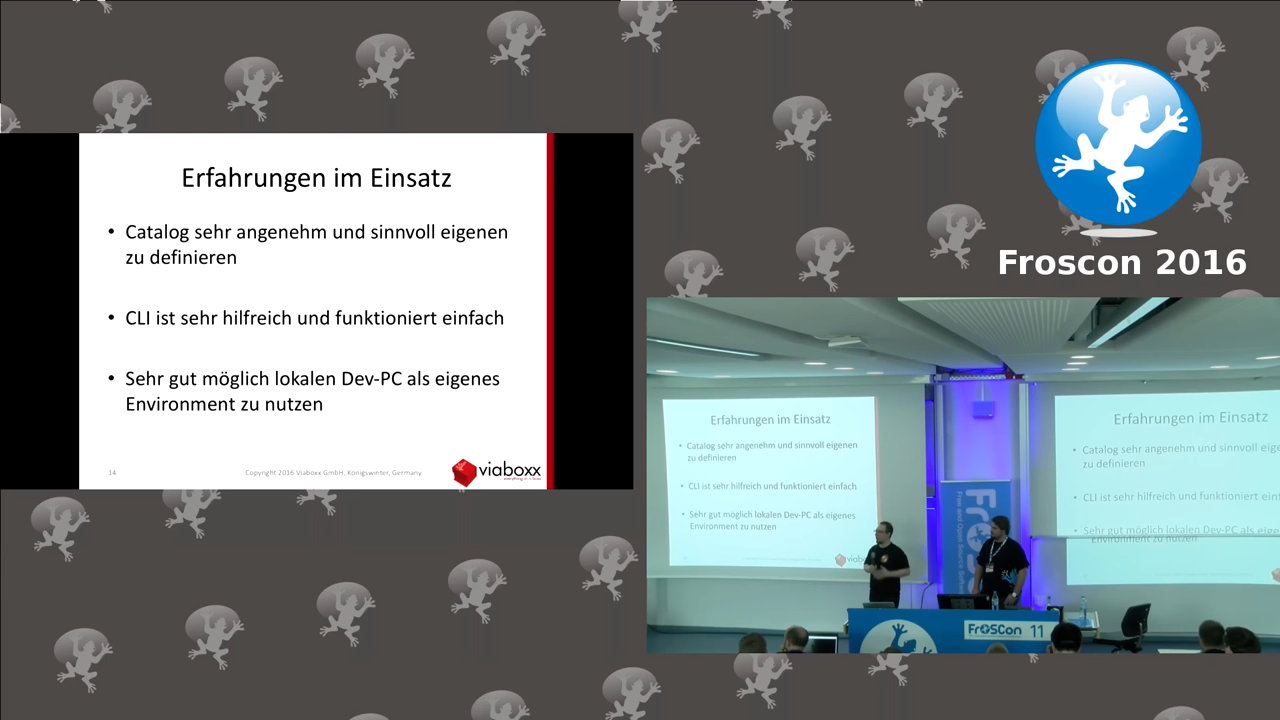 Erfahrungen im Einsatz
• Catalog sehr angenehm und sinnvoll eigenen
zu definieren
• CLI ist sehr hilfreich und funktioniert einfach
• Sehr gut möglich lokalen Dev-PC als eigenes
Environment zu nutzen
14
Copyright 2016 Viaboxx GmbH, Königswinter, Germany
viaboxx
everything in a box
Froscon 2016
Erfahrungen im Einsatz
• Catalog sehr angenehm und sinnvoll eigenen
zu definieren
• CLI ist sehr hilfreich und funktioniert einfach
• Sehr gut möglich lokalen Dev-PC als eigenes
Environment zu nutzen
Erfahrungen im Einsatz
• Catalog sehr angenehm und sinnvoll eige
zu definieren
• CLI ist sehr hilfreich und funktioniert einf
• Sehr gut möglich lokalen Dev-PC als eige
Environment zu nutzen
FrOSCon 11